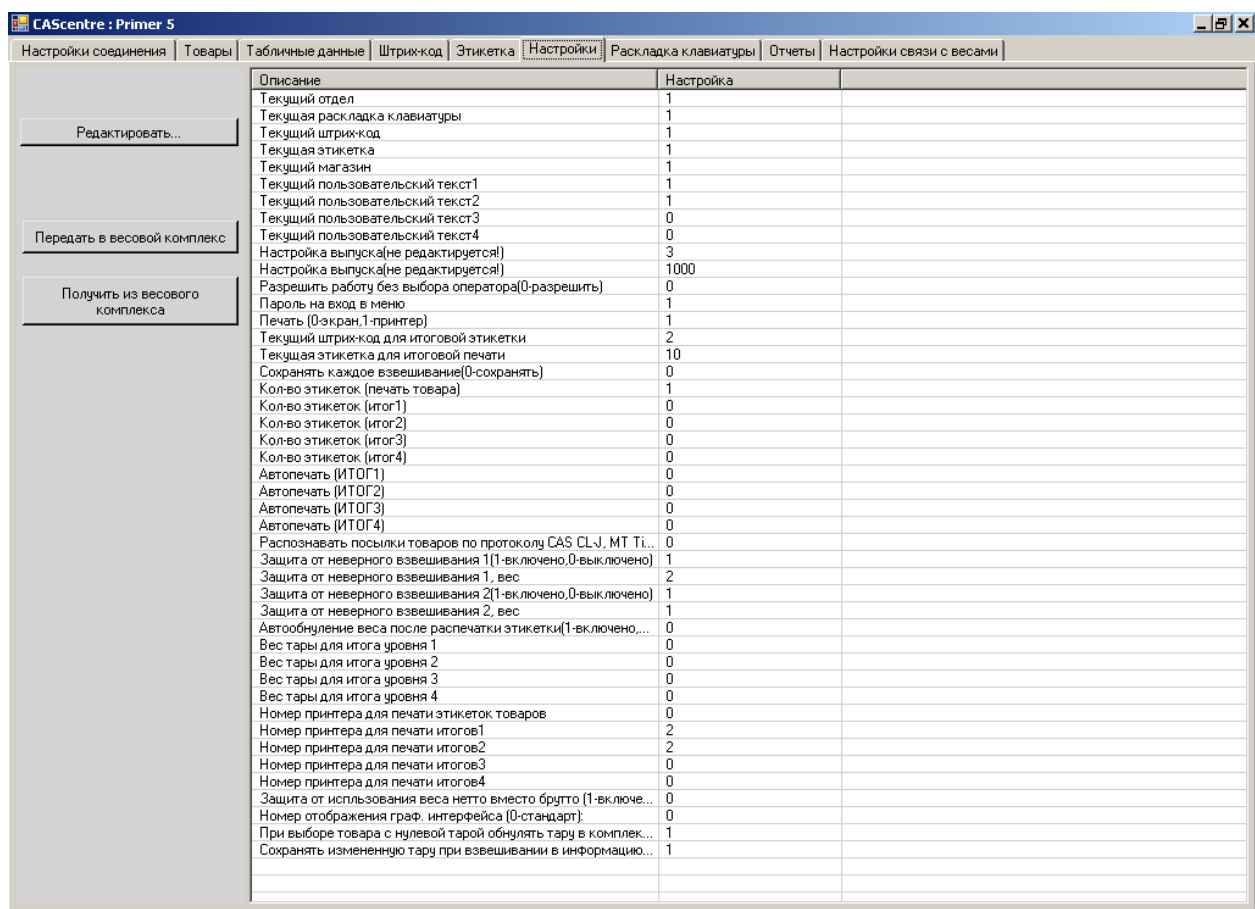 CAScentre : Primer 5
Настройки соединения Товары Табличные данные Штрих-код Этикетка Настройки Раскладка клавиатуры Отчеты Настройки связи с весами
Редактировать...
Передать в весовой комплекс
Получить из весового
комплекса
Описание Настройка
Текущий отдел 1
Текущая раскладка клавиатуры 1
Текущий штрих-код 1
Текущая этикетка 1
Текущий магазин 1
Текущий пользовательский текст1 1
Текущий пользовательский текст2 1
Текущий пользовательский текст3 0
Текущий пользовательский текст4 0
Настройка выпуска(не редактируется!) 3
Настройка выпуска(не редактируется!) 1000
Разрешить работу без выбора оператора(0-разрешить) 0
Пароль на вход в меню 1
Печать (0-экран,1-принтер) 1
Текущий штрих-код для итоговой этикетки 2
Текущая этикетка для итоговой печати 10
Сохранять каждое взвешивание(0-сохранять) 0
Кол-во этикеток (печать товара) 1
Кол-во этикеток (итог1) 0
Кол-во этикеток (итог2) 0
Кол-во этикеток (итог3) 0
Кол-во этикеток (итог4) 0
Автопечать (ИТОГ1) 0
Автопечать (ИТОГ2) 0
Автопечать (ИТОГ3) 0
Автопечать (ИТОГ4) 0
Распознавать посылки товаров по протоколу CAS CL-J, MT Ti... 0
Защита от неверного взвешивания 1(1-включено,0-выключено) 1
Защита от неверного взвешивания 1, вес 2
Защита от неверного взвешивания 2(1-включено,0-выключено) 1
Защита от неверного взвешивания 2, вес 1
Автообнуление веса после распечатки этикетки(1-включено,... 0
Вес тары для итога уровня 1 0
Вес тары для итога уровня 2 0
Вес тары для итога уровня 3 0
Вес тары для итога уровня 4 0
Номер принтера для печати этикеток товаров 0
Номер принтера для печати итогов1 2
Номер принтера для печати итогов2 2
Номер принтера для печати итогов3 0
Номер принтера для печати итогов4 0
Защита от испльзования веса нетто вместо брутто (1-включе... 0
Номер отображения граф. интерфейса (0-стандарт): 0
При выборе товара с нулевой тарой обнулять тару в комплек... 1
Сохранять измененную тару при взвешивании в информацию... 1